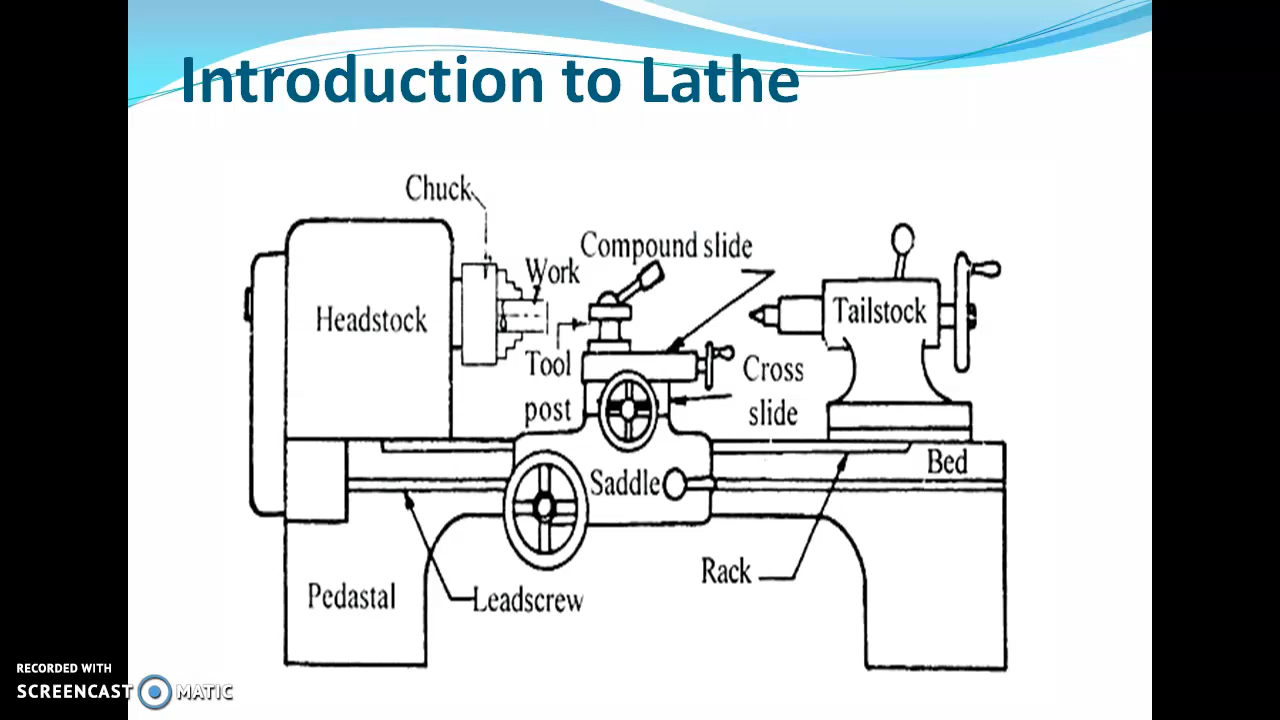 Introduction to Lathe
Chuck
Compound slide
Work
Headstock
Tailstock
Tool
post
Cross
slide
Saddle
Bed
Rack
Pedastal
Leadscrew
RECORDED WITH
SCREENCAST MATIC